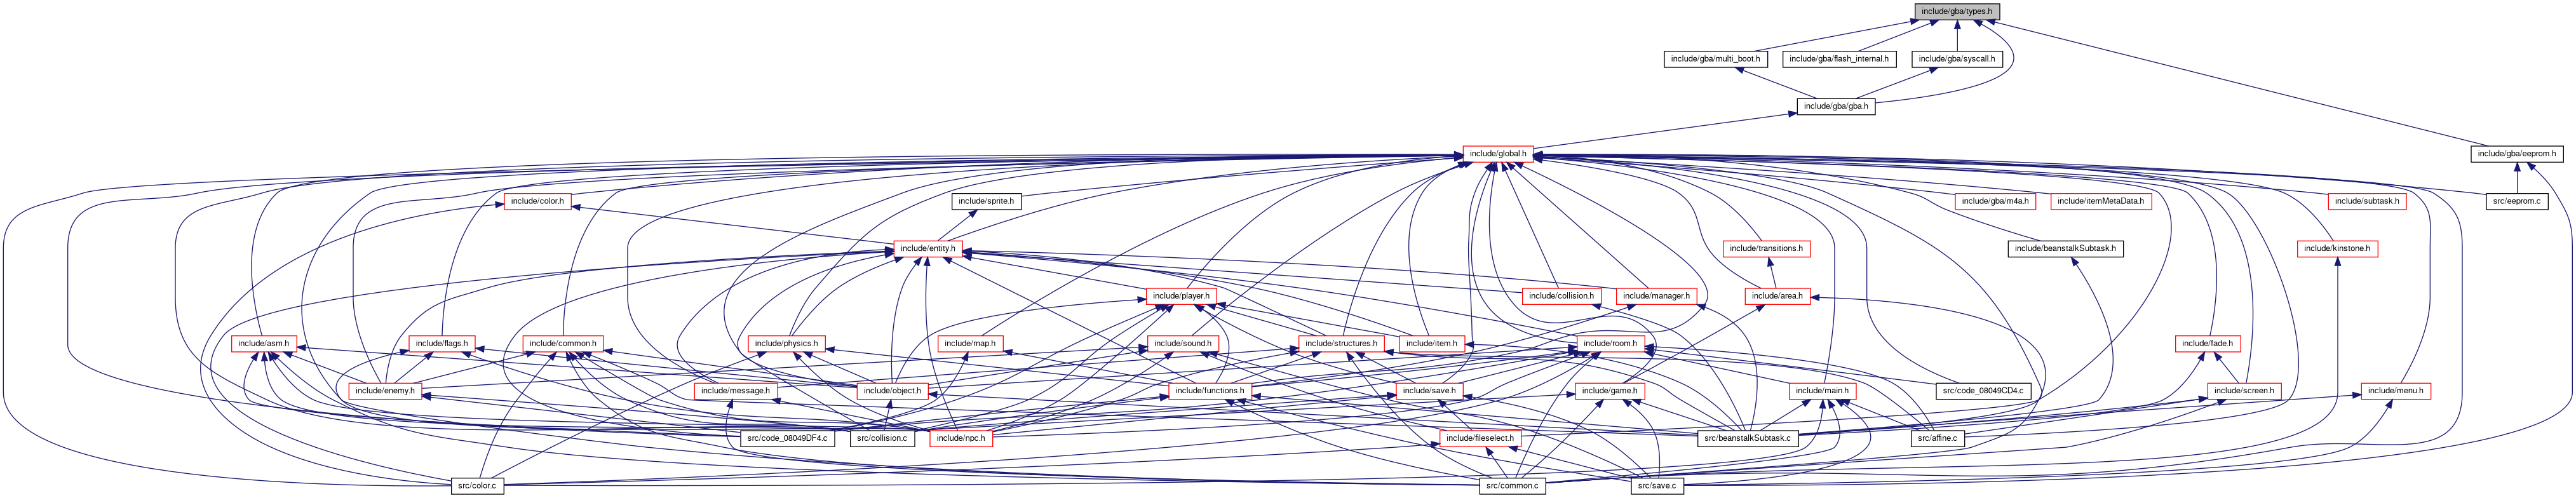 include/gba/types.h
include/gba/multi_boot.h
include/gba/flash_internal.h
include/gba/syscall.h
include/gba/gba.h
include/global.h
include/gba/eeprom.h
include/color.h
include/sprite.h
include/gba/m4a.h
include/itemMetaData.h
src/eeprom.c
include/subtask.h
include/entity.h
include/transitions.h
include/beanstalkSubtask.h
include/kinstone.h
include/player.h
include/collision.h
include/manager.h
include/area.h
include/asm.h
include/flags.h
include/common.h
include/physics.h
include/map.h
include/sound.h
include/structures.h
include/item.h
include/room.h
include/fade.h
include/enemy.h
include/message.h
include/object.h
include/functions.h
include/save.h
include/game.h
include/main.h
src/code_08049CD4.c
include/screen.h
include/menu.h
src/code_08049DF4.c
src/collision.c
include/npc.h
include/fileselect.h
src/beanstalkSubtask.c
src/affine.c
src/color.c
src/common.c
src/save.c